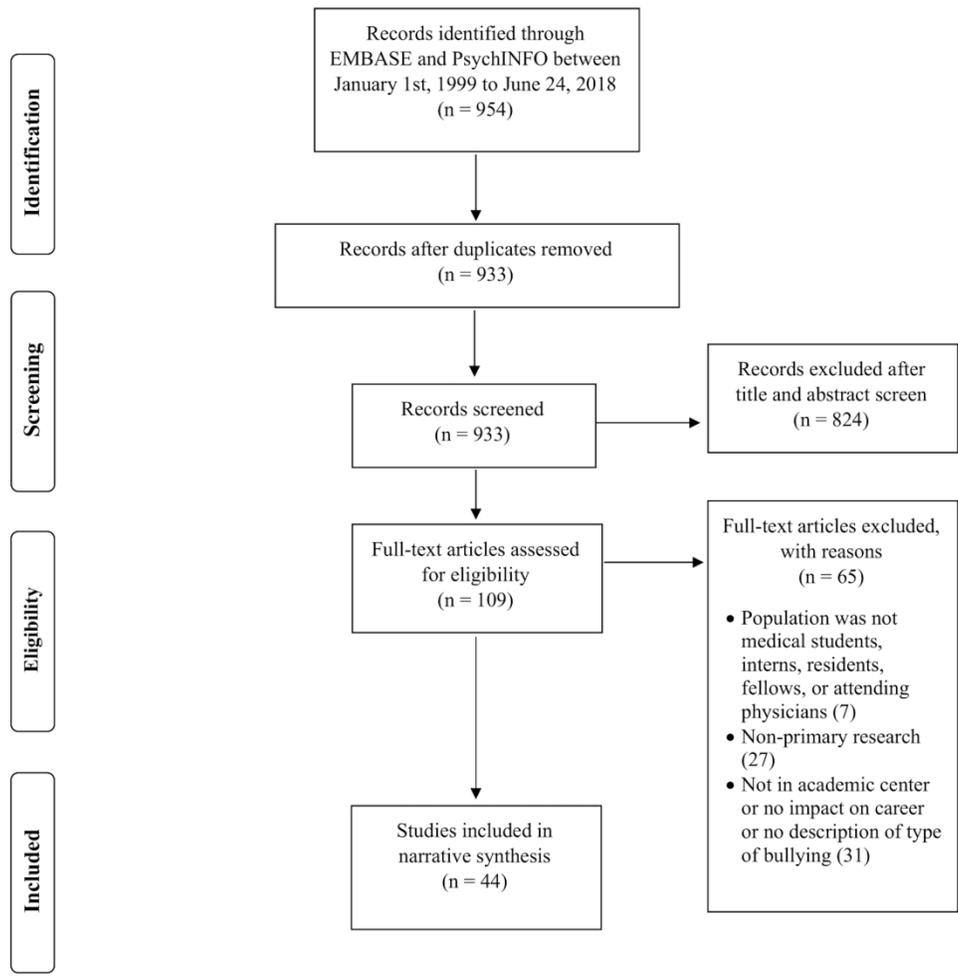 Identification
Records identified through
EMBASE and PsychINFO between
January 1st, 1999 to June 24, 2018
(n = 954)
Records after duplicates removed
(n = 933)
Screening
Records screened
(n = 933)
Records excluded after
title and abstract screen
(n = 824)
Eligibility
Full-text articles assessed
for eligibility
(n = 109)
Full-text articles excluded,
with reasons
(n = 65)
• Population was not
medical students,
interns, residents,
fellows, or attending
physicians (7)
• Non-primary research
(27)
• Not in academic center
or no impact on career
or no description of type
of bullying (31)
Included
Studies included in
narrative synthesis
(n = 44)